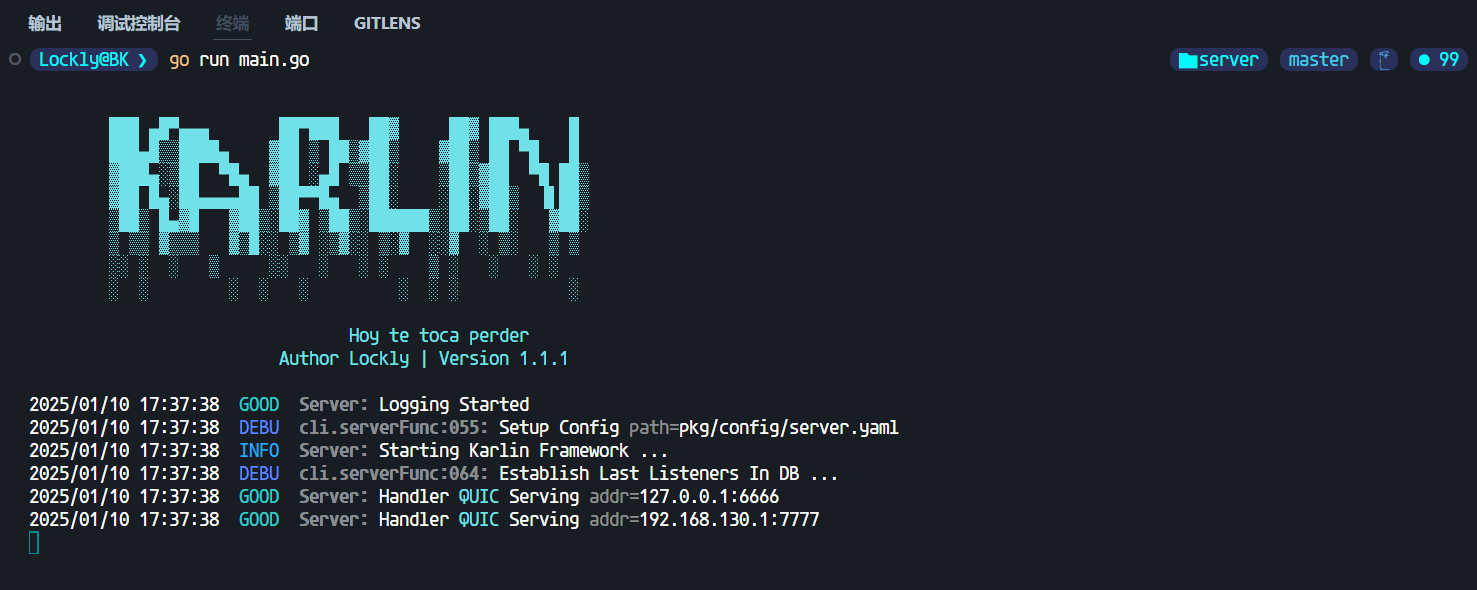 输出 调试控制台 终端 端口 GITLENS
Lockly@BK ❯ go run main.go server master 99
KARLIN
Hoy te toca perder
Author Lockly | Version 1.1.1
2025/01/10 17:37:38 GOOD Server: Logging Started
2025/01/10 17:37:38 DEBU cli.serverFunc:055: Setup Config path=pkg/config/server.yaml
2025/01/10 17:37:38 INFO Server: Starting Karlin Framework ...
2025/01/10 17:37:38 DEBU cli.serverFunc:064: Establish Last Listeners In DB ...
2025/01/10 17:37:38 GOOD Server: Handler QUIC Serving addr=127.0.0.1:6666
2025/01/10 17:37:38 GOOD Server: Handler QUIC Serving addr=192.168.130.1:7777